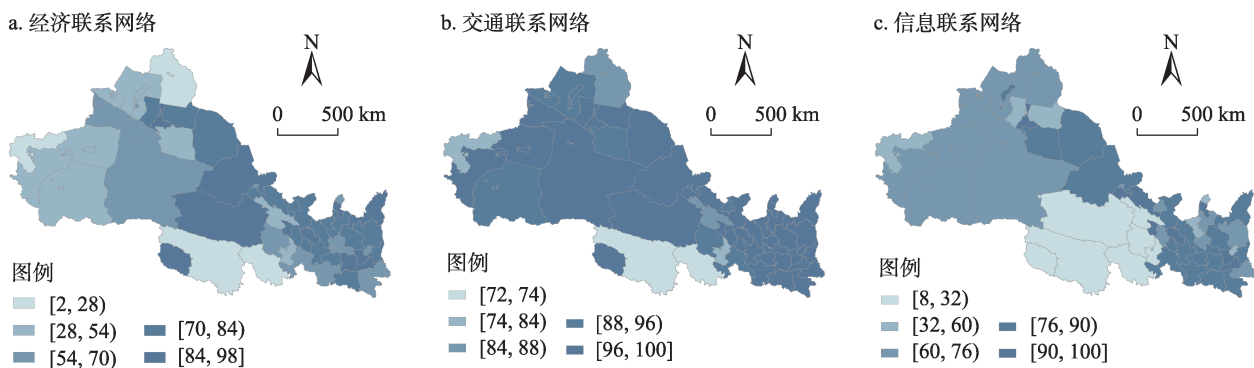 a. 经济联系网络
N
0 500 km
图例
[2, 28)
[28, 54)
[54, 70)
[70, 84)
[84, 98]
b. 交通联系网络
N
0 500 km
图例
[72, 74)
[74, 84)
[84, 88)
[88, 96)
[96, 100]
c. 信息联系网络
N
0 500 km
图例
[8, 32)
[32, 60)
[60, 76)
[76, 90)
[90, 100]